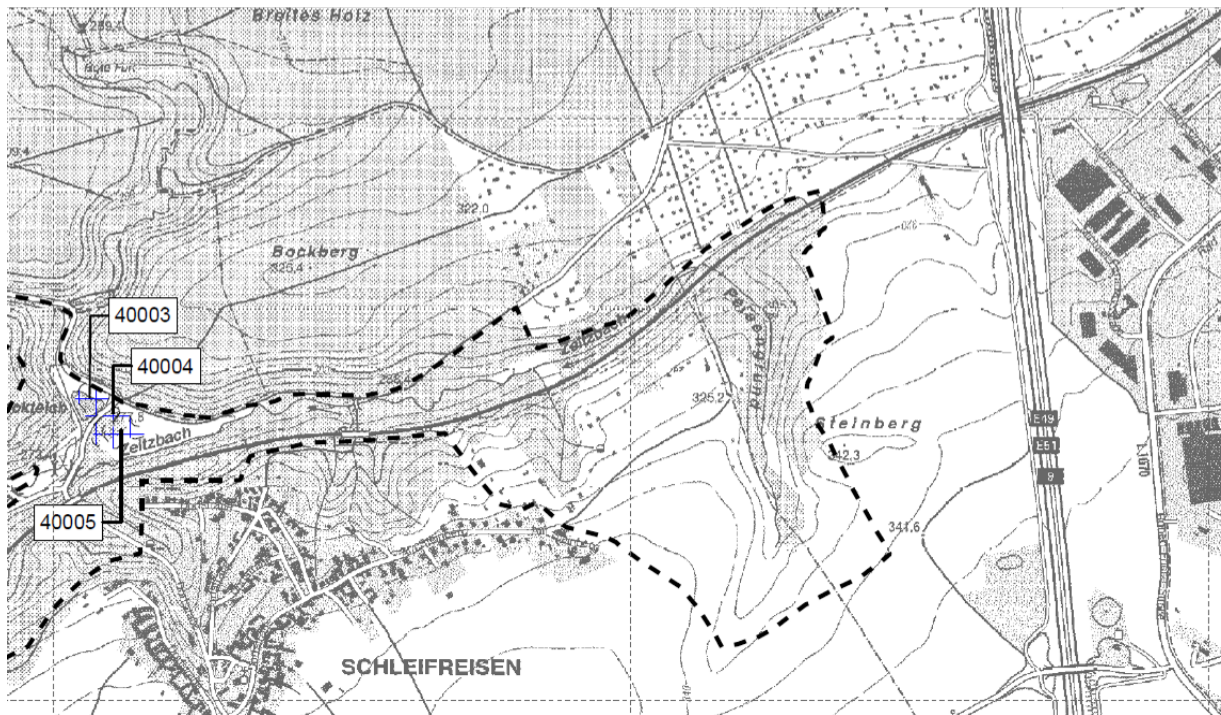 Breites Holz
322.0
Bockberg
325.4
40003
40004
Zeitzbach
40005
Zeitzbach
325.2
Steinberg
342.3
341.6
E49
E51
9
L 1070
SCHLEIFREISEN